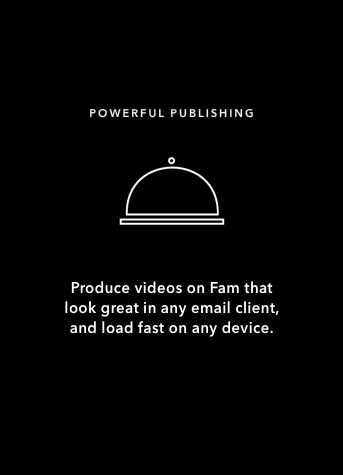 POWERFUL PUBLISHING
Produce videos on Fam that
look great in any email client,
and load fast on any device.